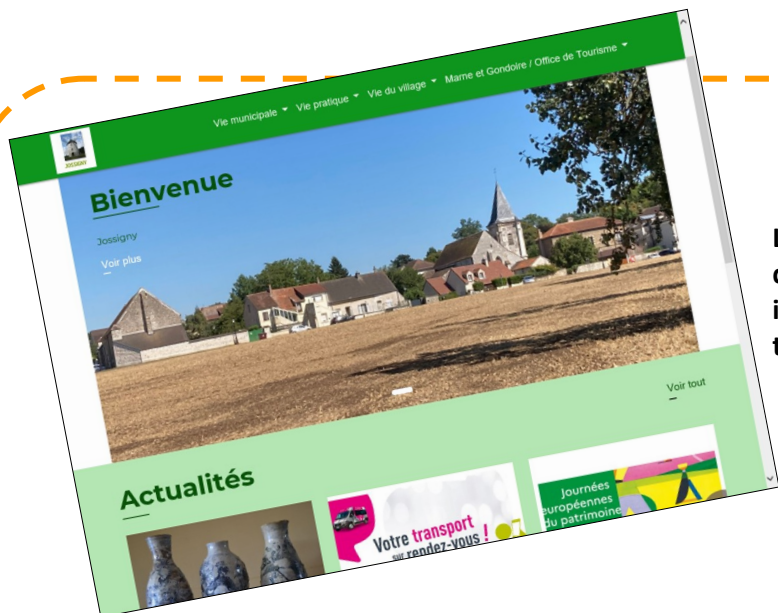 Vie municipale Vie pratique Vie du village Marne et Gondoire / Office de Tourisme
JOSSIGNY
Bienvenue
Jossigny
Voir plus
Voir tout
Actualités
Votre transport
sur rendez-vous !
Journées
européennes
du patrimoine